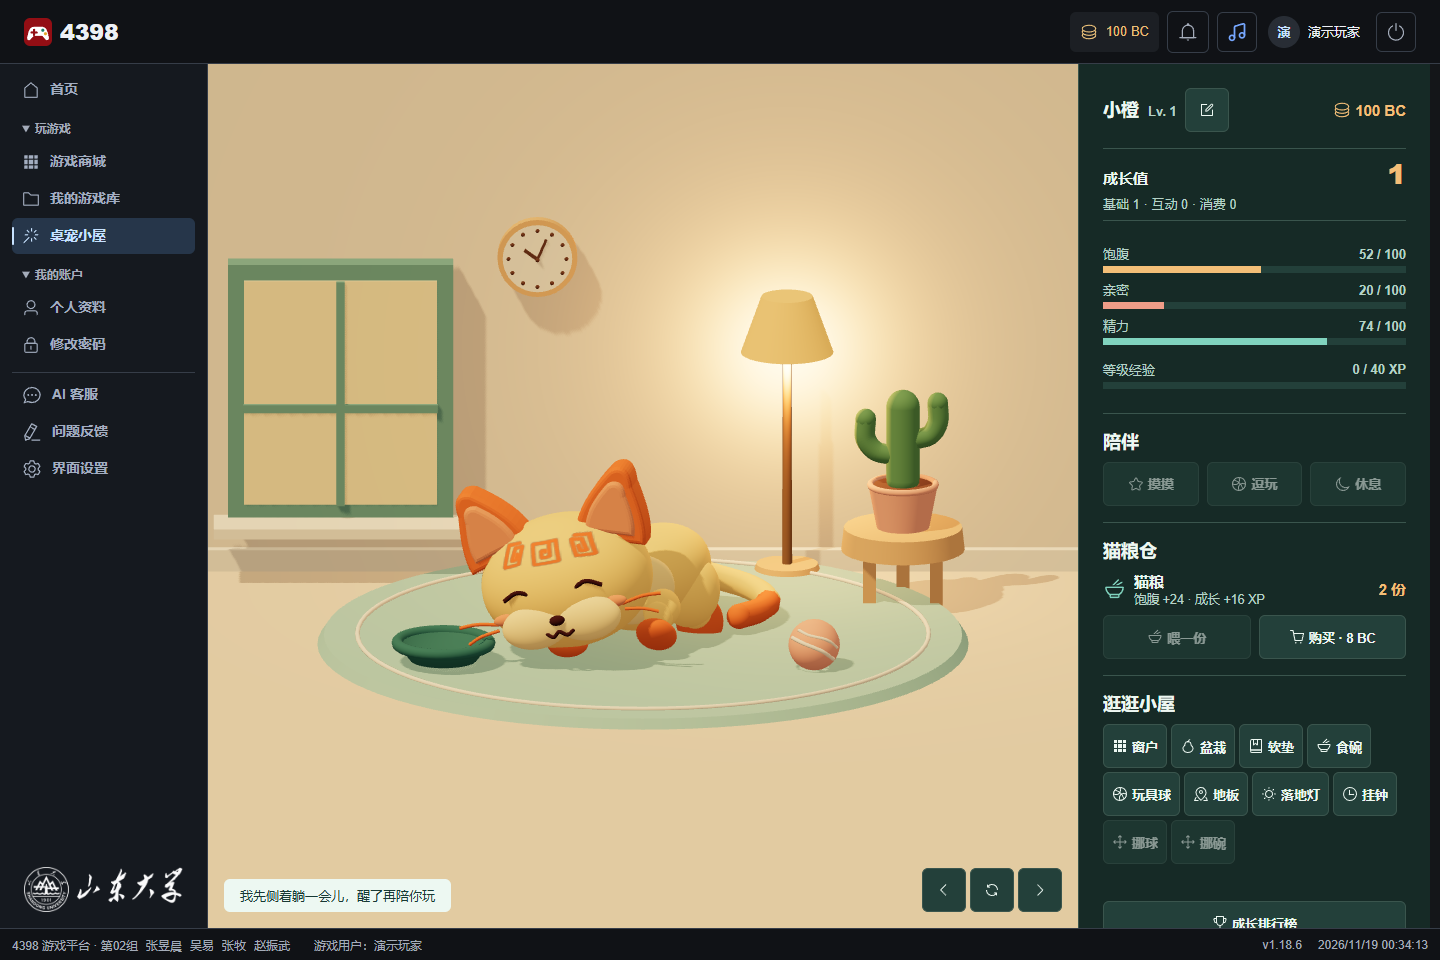 4398
100 BC
演
演示玩家
首页
玩游戏
游戏商城
我的游戏库
桌宠小屋
我的账户
个人资料
修改密码
AI 客服
问题反馈
界面设置
山东大学
我先侧着躺一会儿，醒了再陪你玩
小橙 Lv. 1
100 BC
成长值
1
基础 1 · 互动 0 · 消费 0
饱腹 52 / 100
亲密 20 / 100
精力 74 / 100
等级经验 0 / 40 XP
陪伴
摸摸 逗玩 休息
猫粮仓
猫粮
饱腹 +24 · 成长 +16 XP
2 份
喂一份 购买 · 8 BC
逛逛小屋
窗户 盆栽 软垫 食碗
玩具球 地板 落地灯 挂钟
挪球 挪碗
成长排行榜
4398 游戏平台 · 第02组 张昱晨 吴易 张牧 赵振武 游戏用户：演示玩家
v1.18.6 2026/11/19 00:34:13